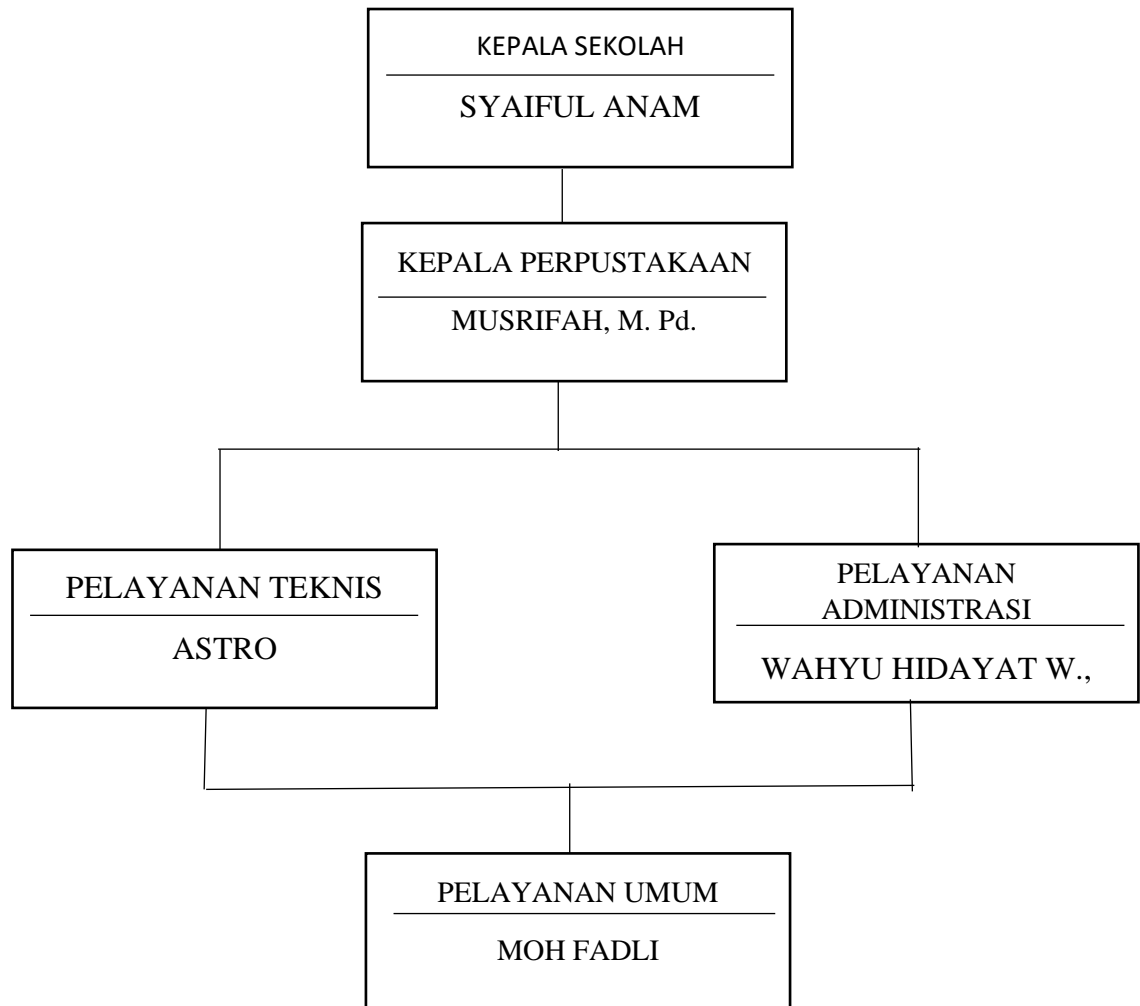 KEPALA SEKOLAH
SYAIFUL ANAM
KEPALA PERPUSTAKAAN
MUSRIFAH, M. Pd.
PELAYANAN TEKNIS
ASTRO
PELAYANAN
ADMINISTRASI
WAHYU HIDAYAT W.,
PELAYANAN UMUM
MOH FADLI